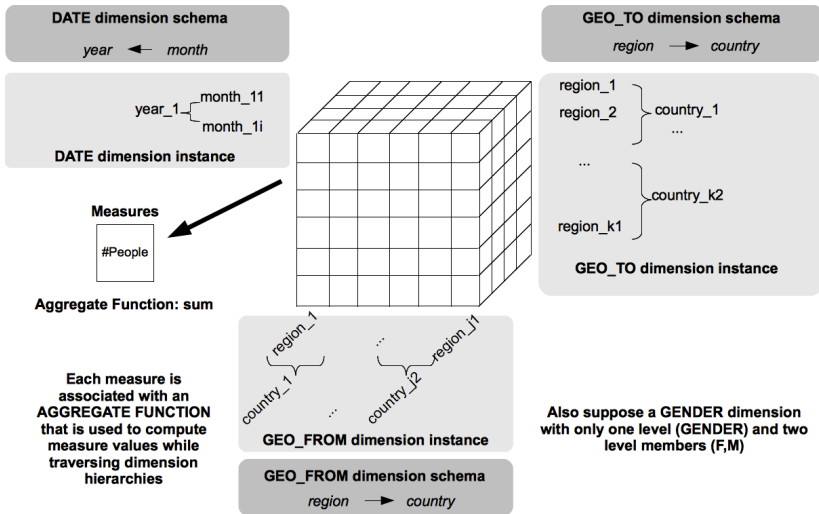 DATE dimension schema
year
month
year_1
month_11
month_1i
DATE dimension instance
GEO_TO dimension schema
region
country
region_1
region_2
country_1
...
...
country_k2
region_k1
GEO_TO dimension instance
Measures
#People
Aggregate Function: sum
region_1
...
region_j1
country_1
...
country_j2
GEO_FROM dimension instance
GEO_FROM dimension schema
region
country
Each measure is
associated with an
AGGREGATE FUNCTION
that is used to compute
measure values while
traversing dimension
hierarchies
Also suppose a GENDER dimension
with only one level (GENDER) and two
level members (F,M)